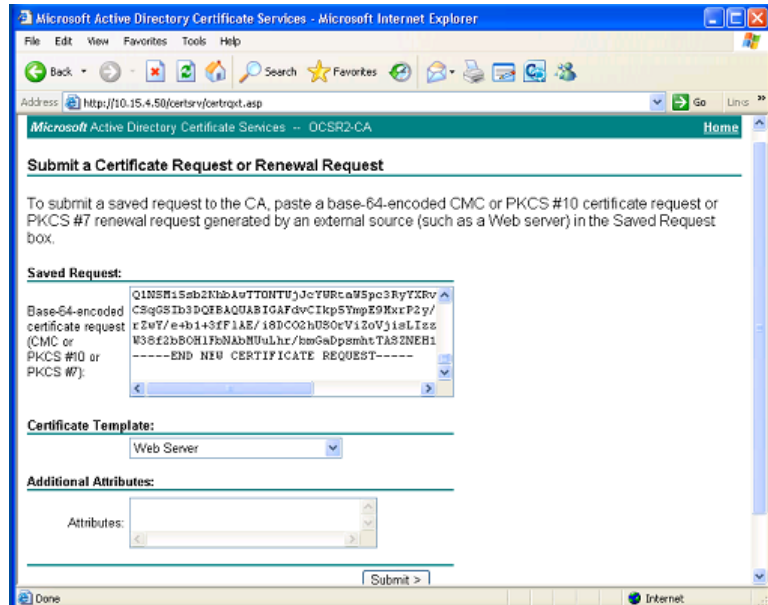 Microsoft Active Directory Certificate Services - Microsoft Internet Explorer
File Edit View Favorites Tools Help
Back Search Favorites
Address http://10.15.4.50/certsrv/certrqxt.asp Go Links »
Microsoft Active Directory Certificate Services -- OCSR2-CA Home
Submit a Certificate Request or Renewal Request
To submit a saved request to the CA, paste a base-64-encoded CMC or PKCS #10 certificate request or
PKCS #7 renewal request generated by an external source (such as a Web server) in the Saved Request
box.
Saved Request:
Base-64-encoded
certificate request
(CMC or
PKCS #10 or
PKCS #7):
-----END NEW CERTIFICATE REQUEST-----
Certificate Template:
Web Server
Additional Attributes:
Attributes:
Submit >
Done Internet